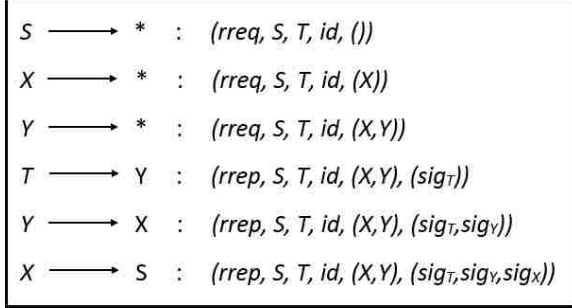 S ⟶ * : (rreq, S, T, id, ())
X ⟶ * : (rreq, S, T, id, (X))
Y ⟶ * : (rreq, S, T, id, (X,Y))
T ⟶ Y : (rrep, S, T, id, (X,Y), (sigT))
Y ⟶ X : (rrep, S, T, id, (X,Y), (sigT,sigY))
X ⟶ S : (rrep, S, T, id, (X,Y), (sigT,sigY,sigX))